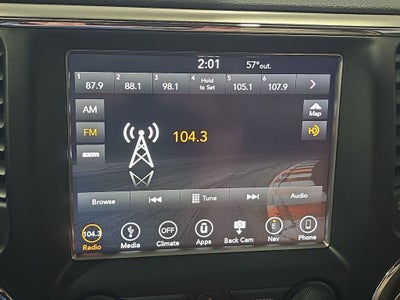 2:01 57° out.
1 87.9 2 88.1 3 98.1 4 Hold to Set 5 105.1 6 107.9
AM
Map
FM 104.3 HD
sxm
Browse Tune Audio
104.3 OFF E
Radio Media Climate Apps Back Cam Nav Phone